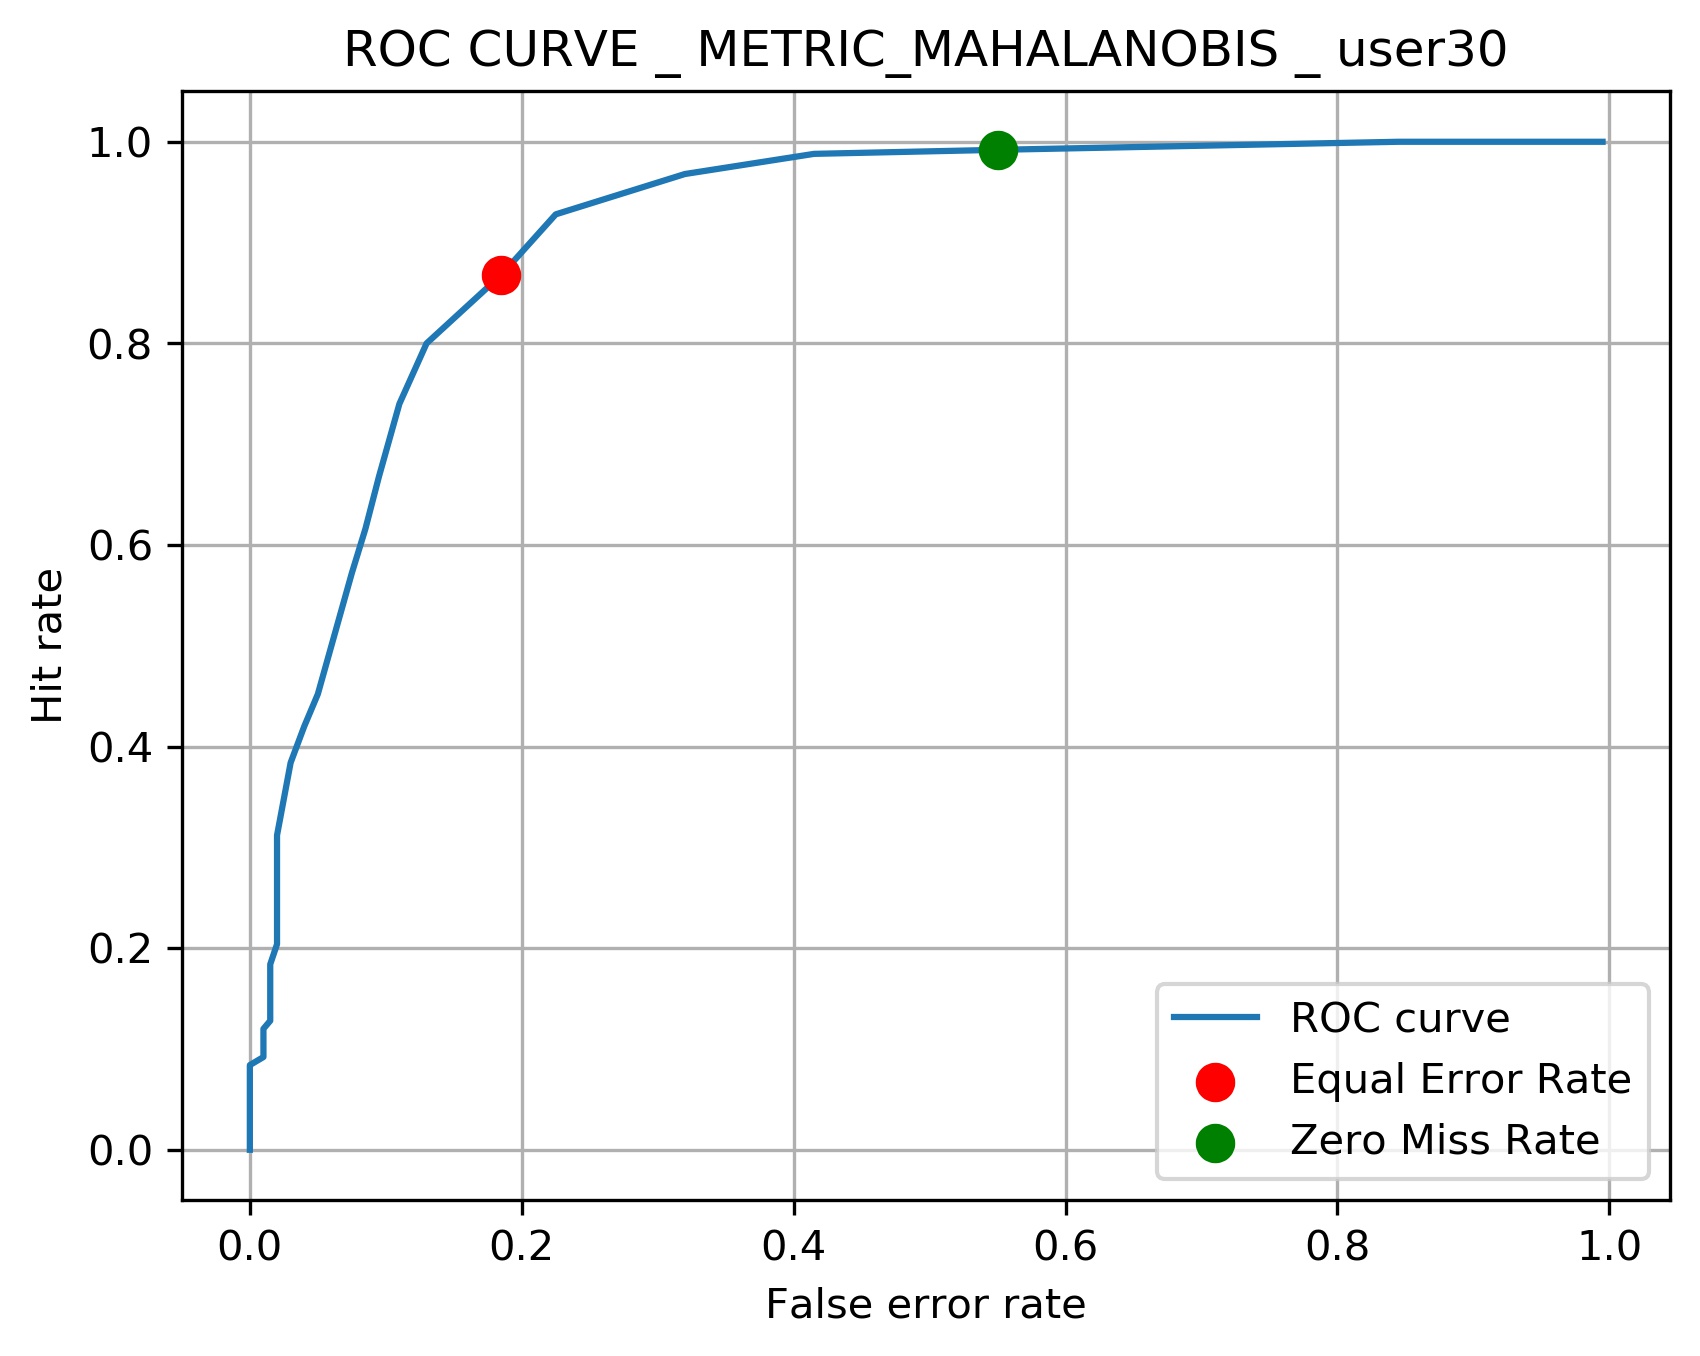 ROC CURVE _ METRIC_MAHALANOBIS _ user30
1.0
0.8
0.6
0.4
0.2
0.0
Hit rate
0.0 0.2 0.4 0.6 0.8 1.0
False error rate
ROC curve
Equal Error Rate
Zero Miss Rate